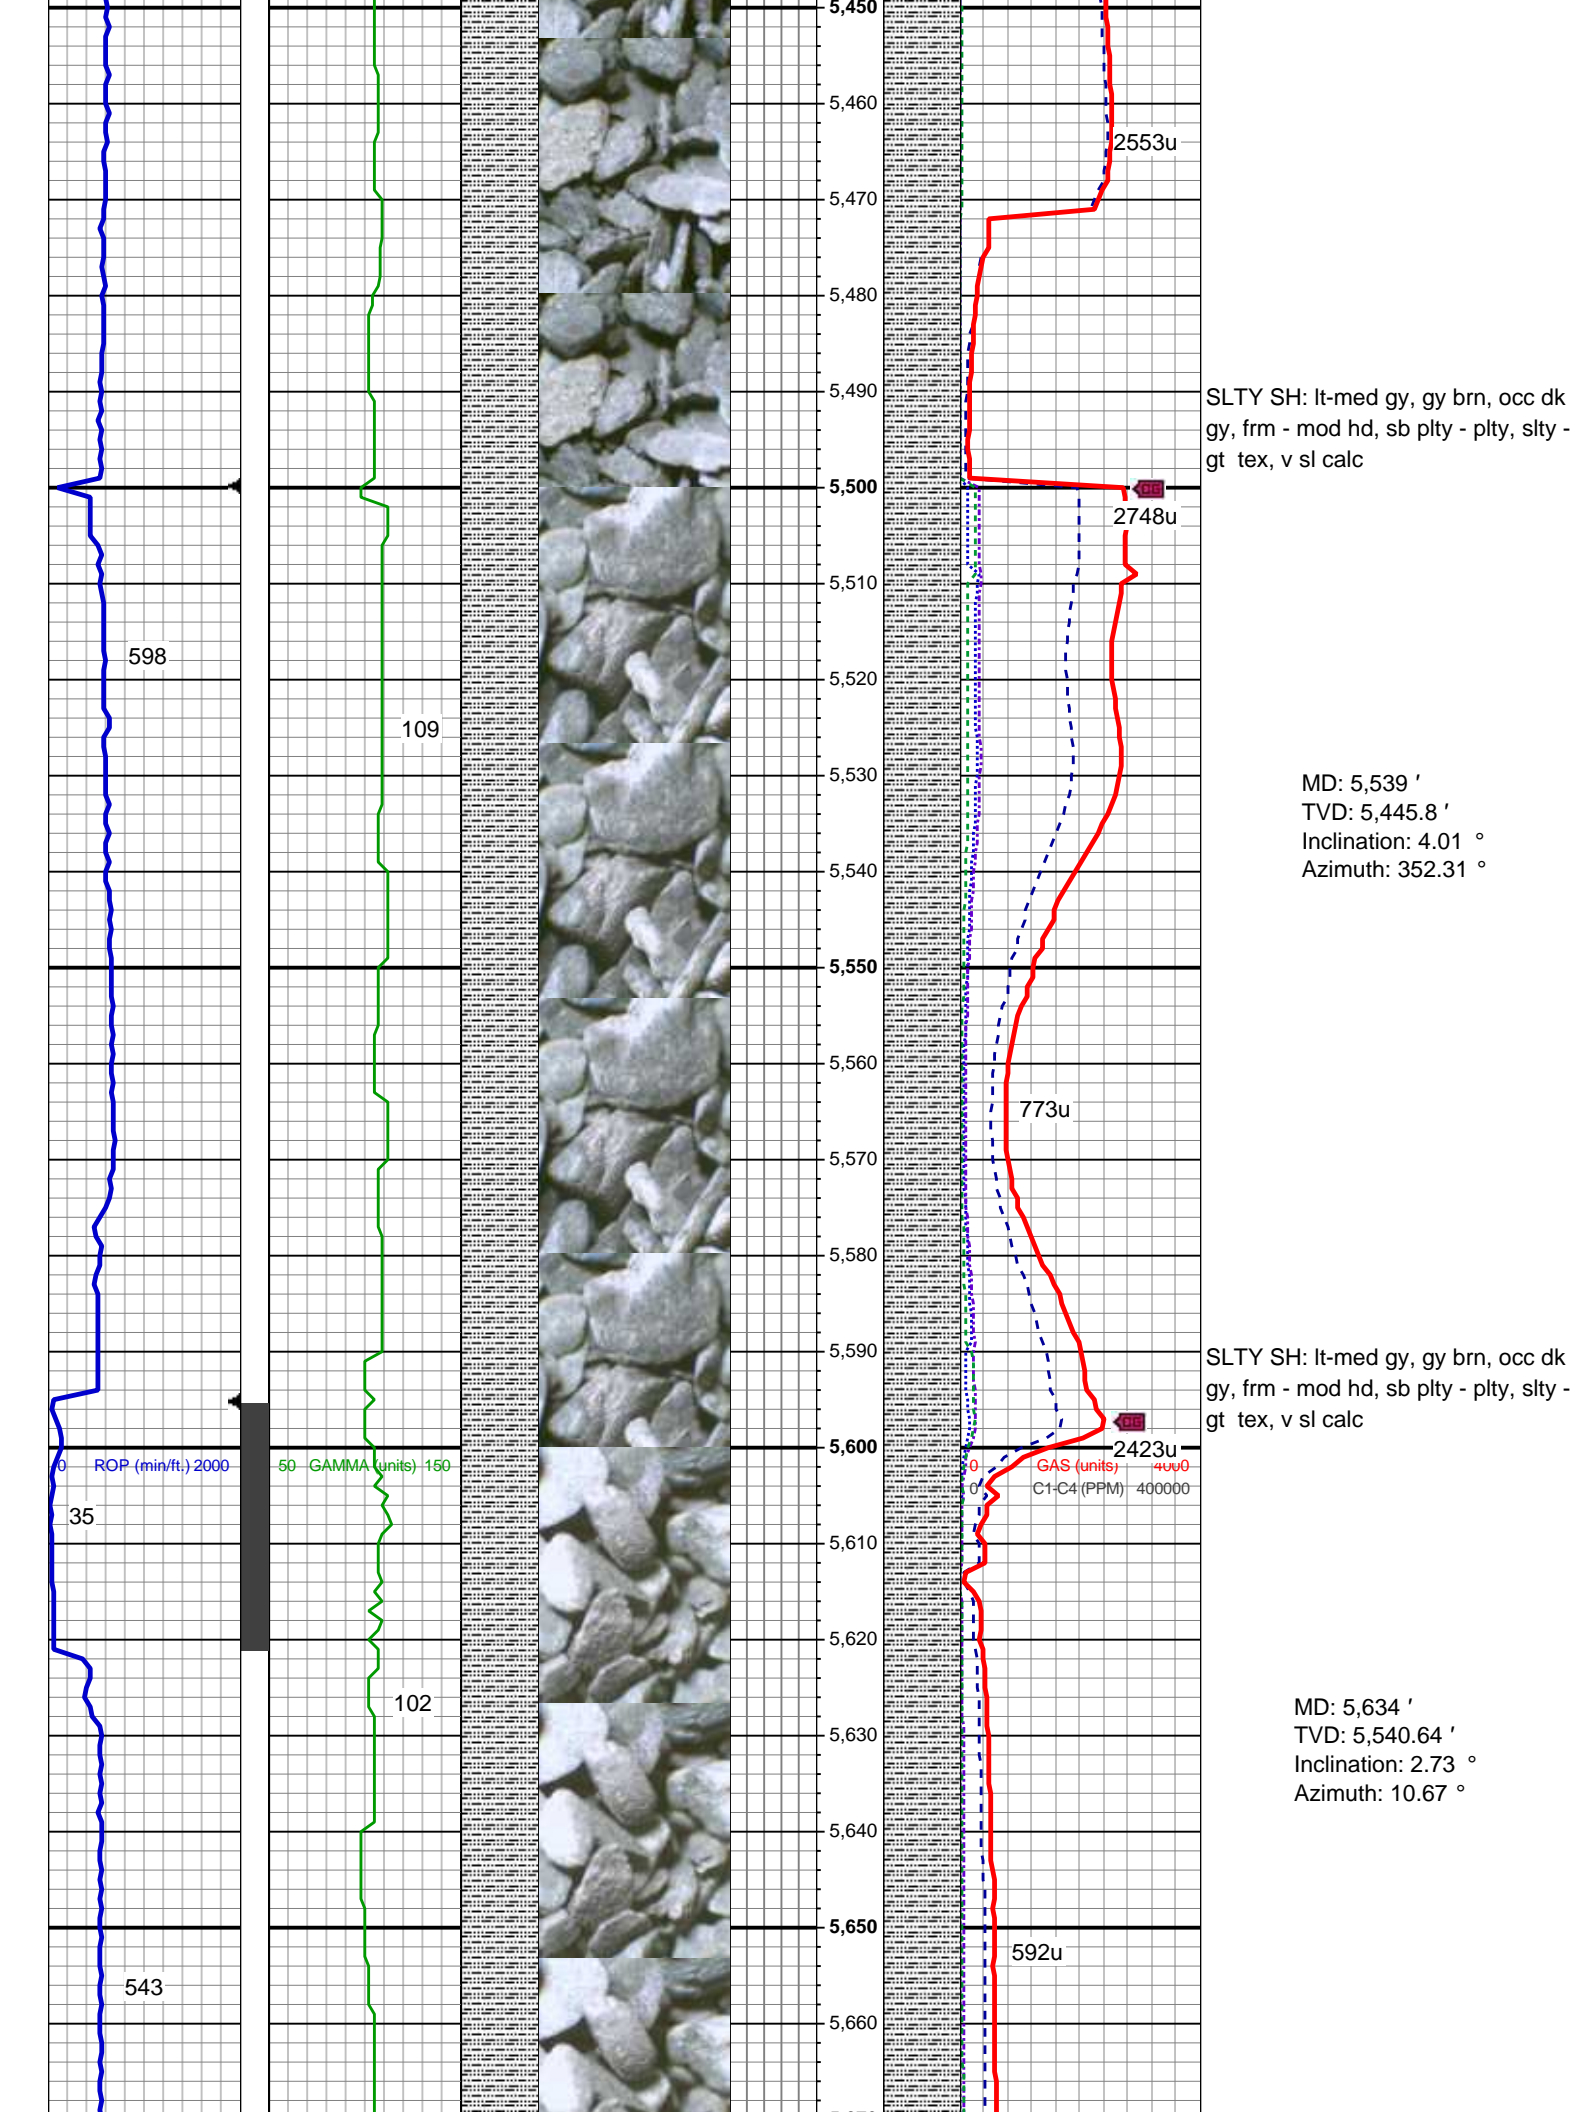 5,450
5,460
2553u
5,470
5,480
5,490
SLTY SH: lt-med gy, gy brn, occ dk
gy, frm - mod hd, sb plty - plty, slty -
gt tex, v sl calc
5,500
CG
2748u
5,510
598
5,520
109
5,530
MD: 5,539 '
TVD: 5,445.8 '
Inclination: 4.01 °
Azimuth: 352.31 °
5,540
5,550
5,560
773u
5,570
5,580
5,590
SLTY SH: lt-med gy, gy brn, occ dk
gy, frm - mod hd, sb plty - plty, slty -
gt tex, v sl calc
CG
5,600
2423u
0 ROP (min/ft.) 2000
50 GAMMA (units) 150
0 GAS (units) 4000
0 C1-C4 (PPM) 400000
35
5,610
5,620
102
5,630
MD: 5,634 '
TVD: 5,540.64 '
Inclination: 2.73 °
Azimuth: 10.67 °
5,640
5,650
592u
543
5,660